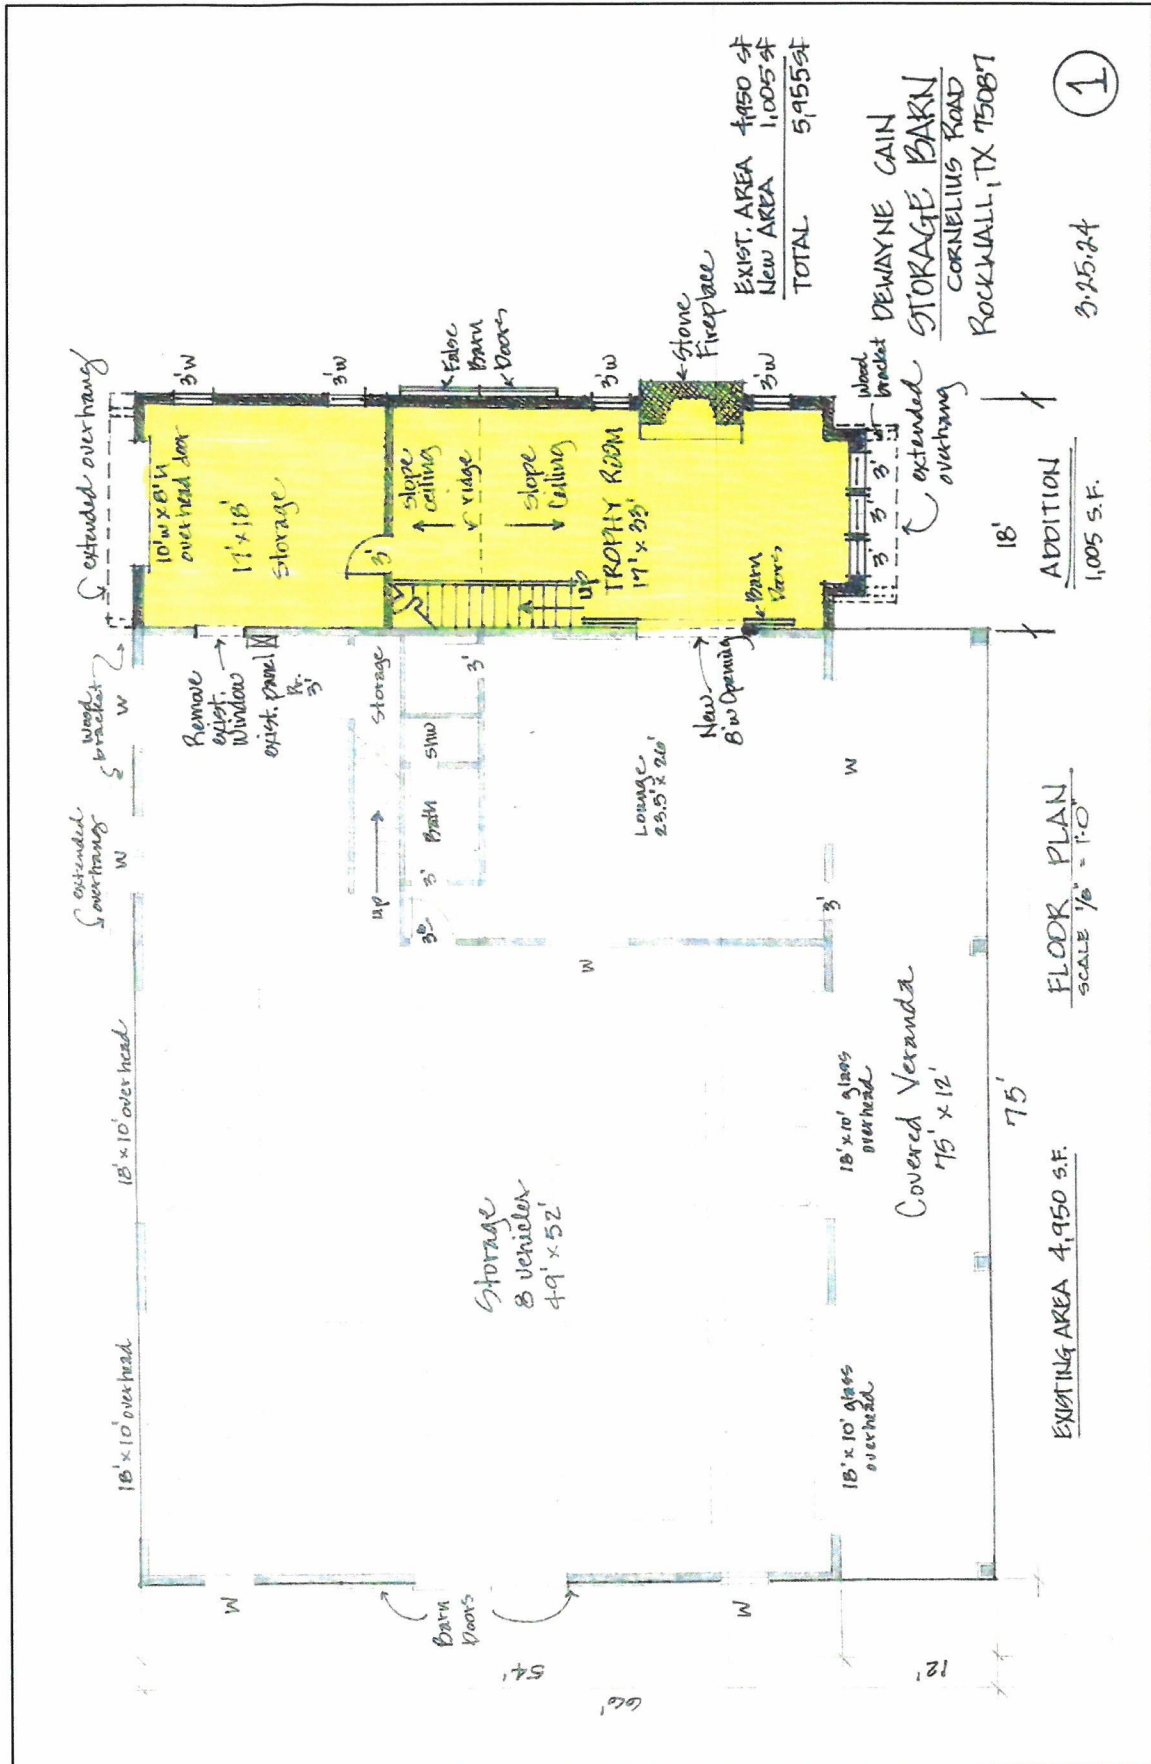 extended overhang
wood
bracket
extended
overhang
18' x 10' overhead
18' x 10' overhead
W
W
10'W x 8'H
overhead door
17' x 18'
Storage
3'W
3'W
Remove
exist.
Window
exist. panel
Pr.
3'
3'
Slope
ceiling
ridge
Slope
Ceiling
False
Barn
Doors
up
TROPHY ROOM
17' x 33'
3'W
Stone
Fireplace
3'W
Barn
Doors
New
8'W Opening
Storage
up
Bath
Shw
3'
3'
Lounge
23.5' x 26'
W
W
3'
Storage
8 vehicles
49' x 52'
Barn
Doors
W
W
18' x 10' glass
overhead
18' x 10' glass
overhead
Covered Veranda
75' x 12'
3'
3'
3'
wood
bracket
extended
overhang
54'
66'
12'
75'
18'
EXISTING AREA 4,950 S.F.
FLOOR PLAN
SCALE 1/8" = 1'-0"
ADDITION
1,005 S.F.
EXIST. AREA 4,950 sf
New AREA 1,005 sf
TOTAL 5,955 sf
DEWAYNE CAIN
STORAGE BARN
CORNELIUS ROAD
ROCKWALL, TX 75087
3.25.24
1